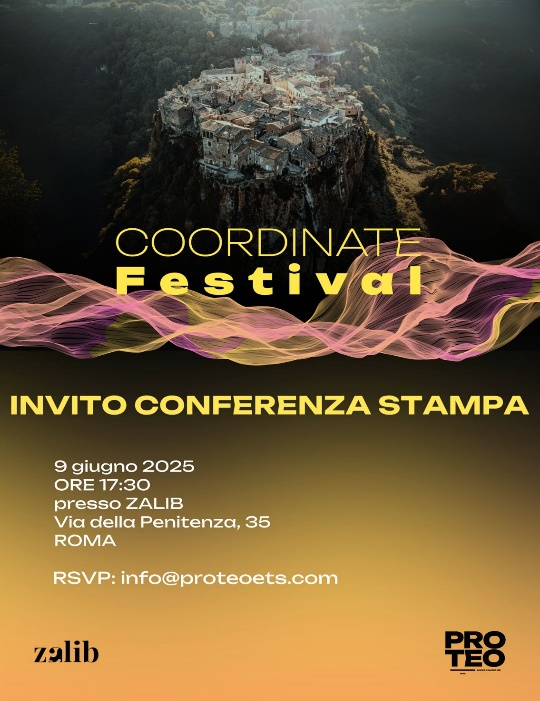 COORDINATE
Festival
INVITO CONFERENZA STAMPA
9 giugno 2025
ORE 17:30
presso ZALIB
Via della Penitenza, 35
ROMA
RSVP: info@proteoets.com
zalib
PRO
TEO